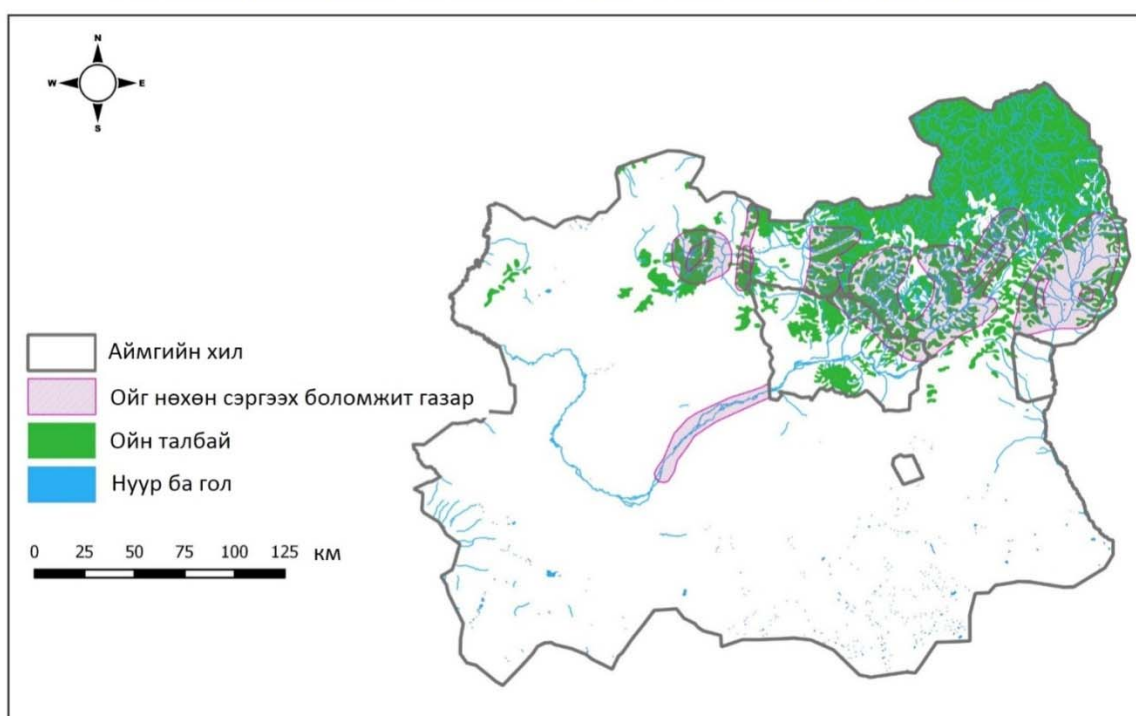 N
W E
S
Аймгийн хил
Ойг нөхөн сэргээх боломжит газар
Ойн талбай
Нуур ба гол
0 25 50 75 100 125 км